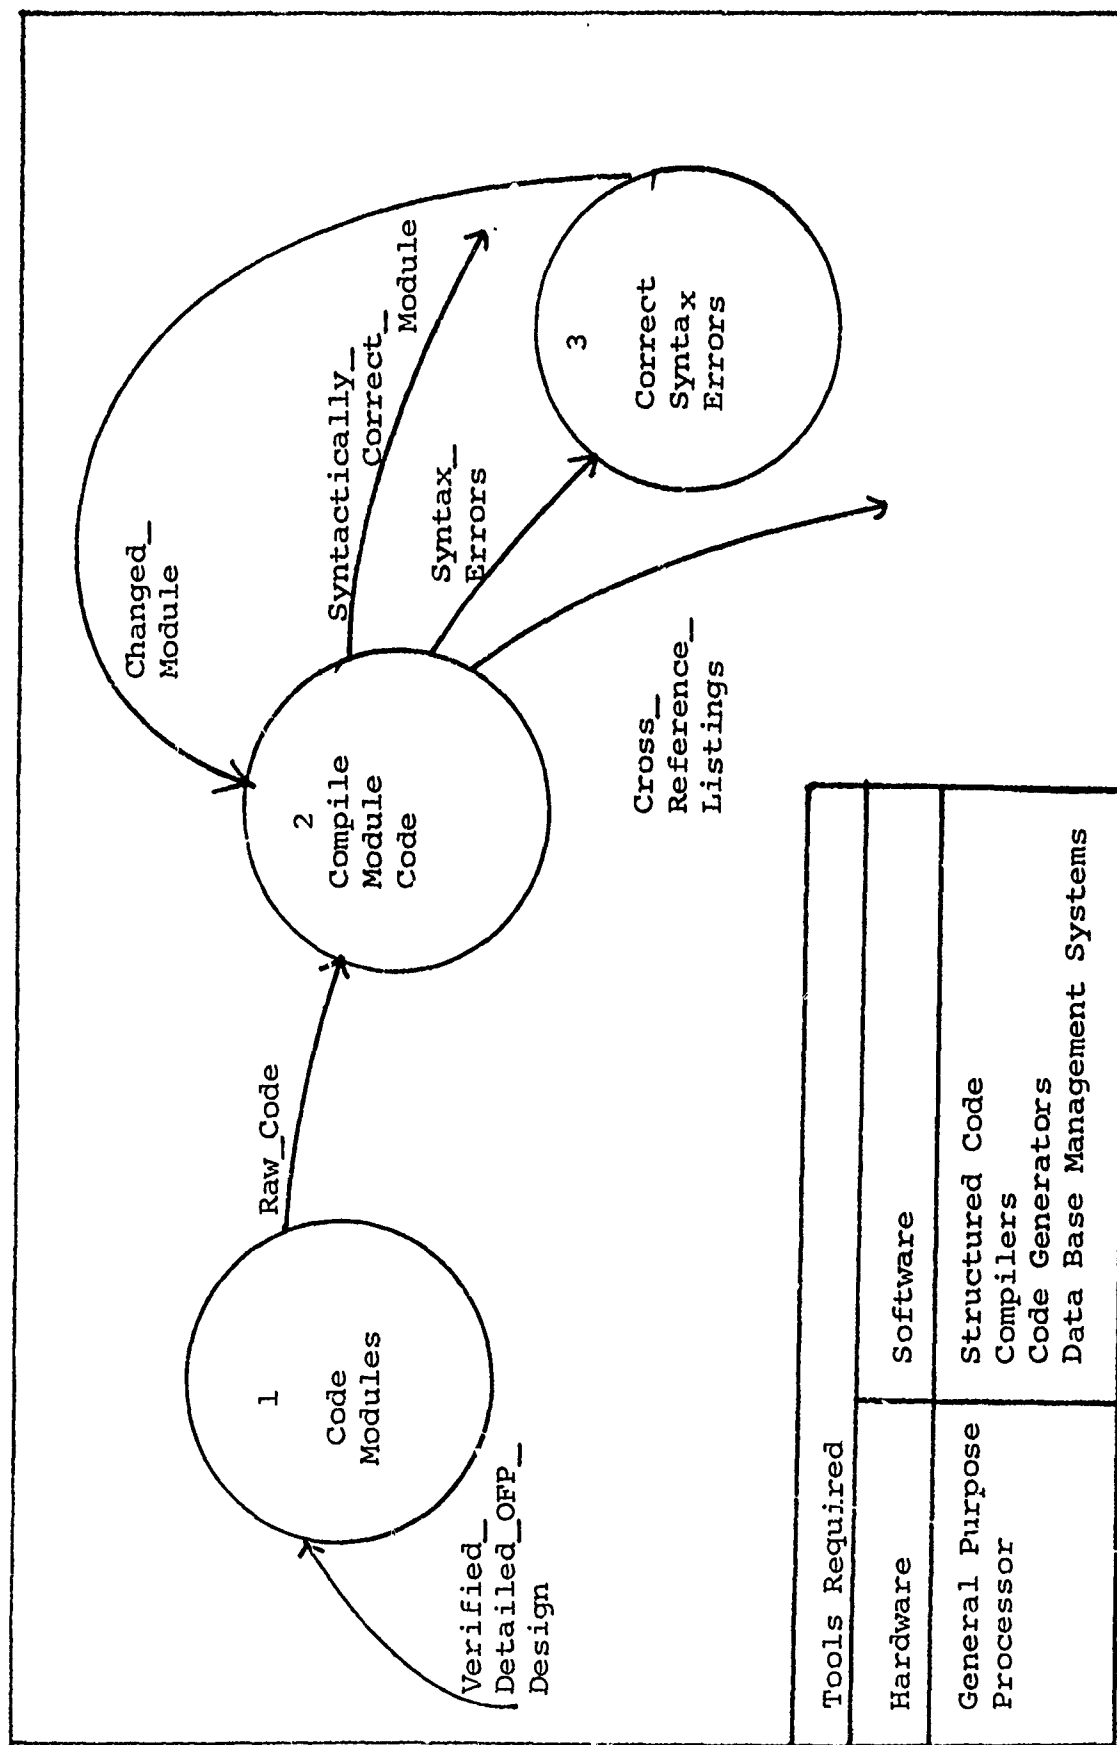 Changed_
Module
Syntactically_
Correct_
Module
Syntax_
Errors
Cross_
Reference_
Listings
Raw_Code
Verified_
Detailed_OFP_
Design
1
Code
Modules
2
Compile
Module
Code
3
Correct
Syntax
Errors
Tools Required
Hardware
Software
General Purpose
Processor
Structured Code
Compilers
Code Generators
Data Base Management Systems